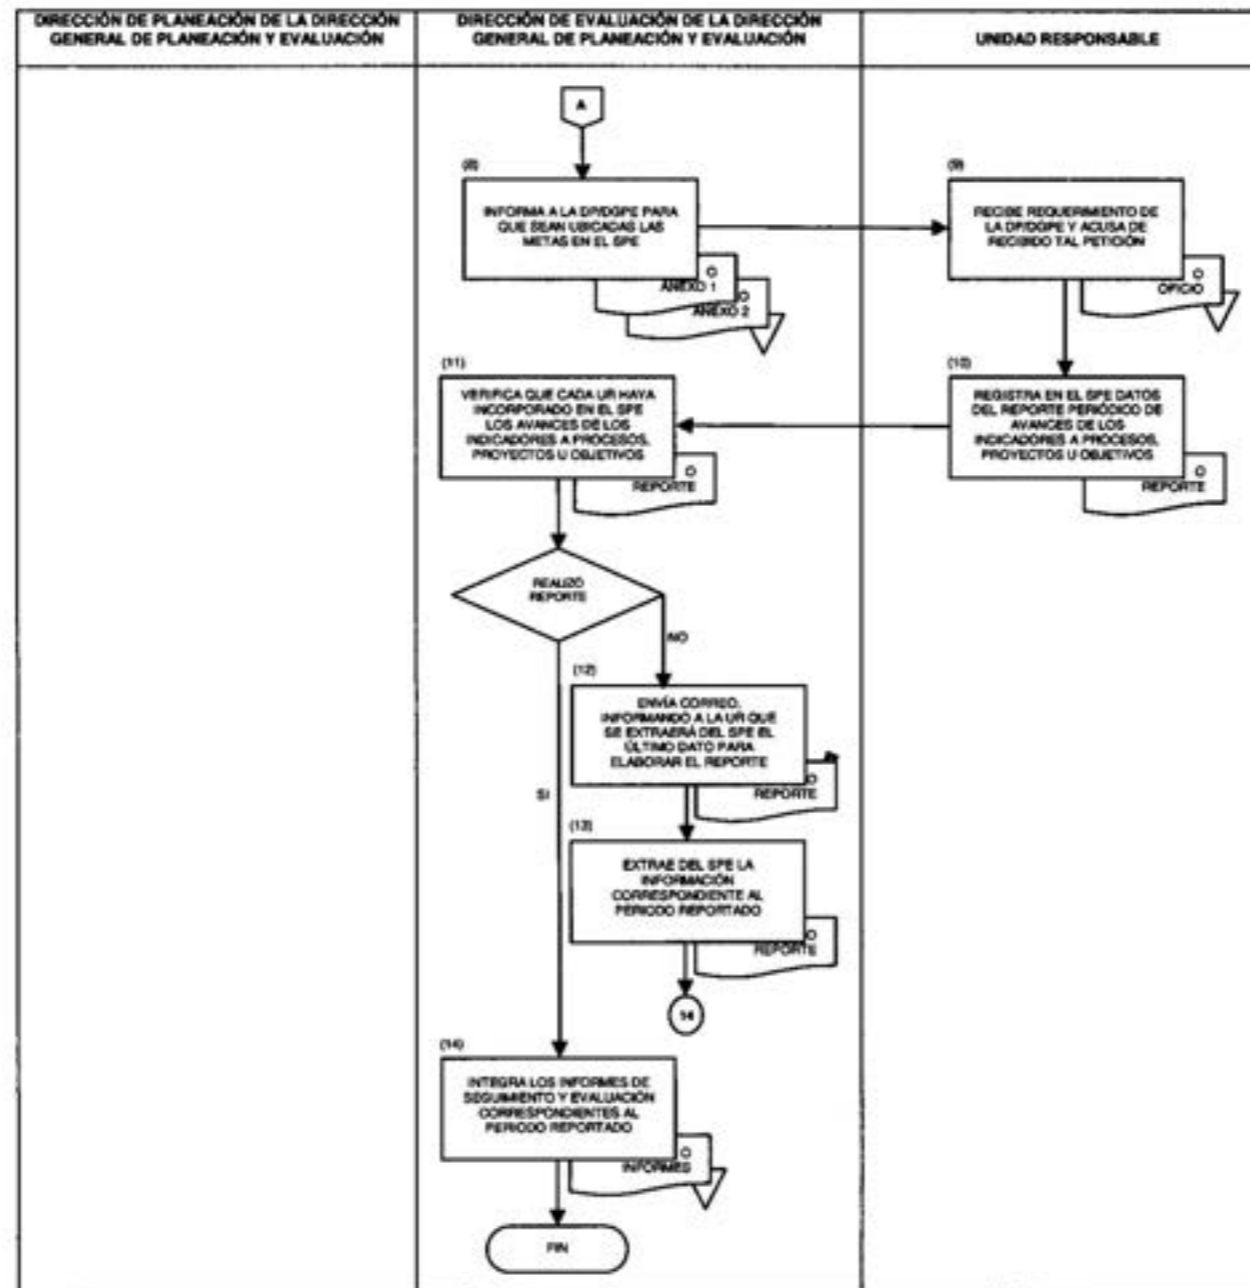 DIRECCIÓN DE PLANEACIÓN DE LA DIRECCIÓN
GENERAL DE PLANEACIÓN Y EVALUACIÓN
DIRECCIÓN DE EVALUACIÓN DE LA DIRECCIÓN
GENERAL DE PLANEACIÓN Y EVALUACIÓN
UNIDAD RESPONSABLE
A
(8)
INFORMA A LA DP/DGPE PARA
QUE SEAN UBICADAS LAS
METAS EN EL SPE
O
ANEXO 1
O
ANEXO 2
(9)
RECIBE REQUERIMIENTO DE
LA DP/DGPE Y ACUSA DE
RECIBIDO TAL PETICIÓN
O
OFICIO
(10)
REGISTRA EN EL SPE DATOS
DEL REPORTE PERIÓDICO DE
AVANCES DE LOS
INDICADORES A PROCESOS,
PROYECTOS U OBJETIVOS
O
REPORTE
(11)
VERIFICA QUE CADA UR HAYA
INCORPORADO EN EL SPE
LOS AVANCES DE LOS
INDICADORES A PROCESOS,
PROYECTOS U OBJETIVOS
O
REPORTE
REALIZÓ
REPORTE
NO
(12)
ENVÍA CORREO,
INFORMANDO A LA UR QUE
SE EXTRAERÁ DEL SPE EL
ÚLTIMO DATO PARA
ELABORAR EL REPORTE
O
REPORTE
SI
(13)
EXTRAE DEL SPE LA
INFORMACIÓN
CORRESPONDIENTE AL
PERIODO REPORTADO
O
REPORTE
14
(14)
INTEGRA LOS INFORMES DE
SEGUIMIENTO Y EVALUACIÓN
CORRESPONDIENTES AL
PERIODO REPORTADO
O
INFORMES
FIN